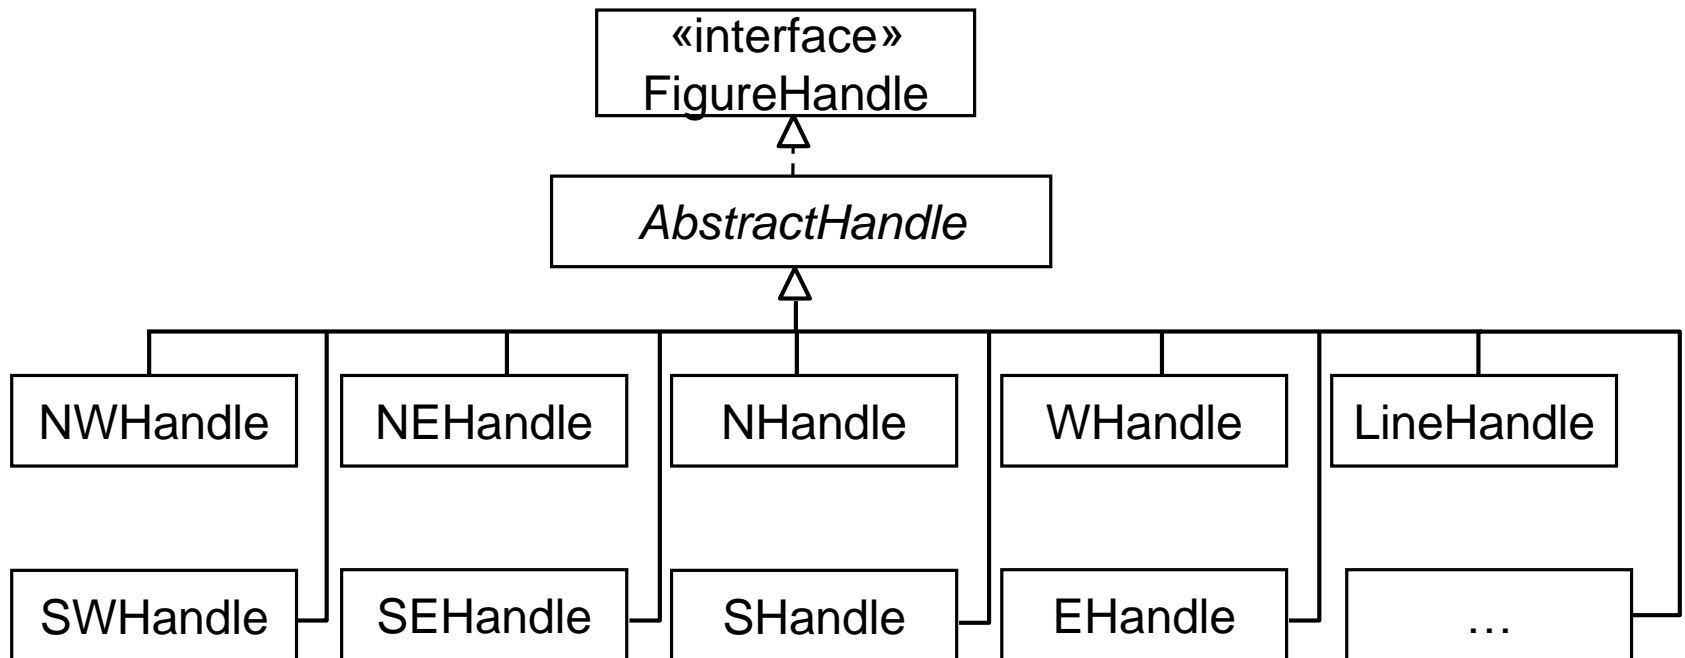 «interface»
FigureHandle
AbstractHandle
NWHandle
NEHandle
NHandle
WHandle
LineHandle
SWHandle
SEHandle
SHandle
EHandle
…